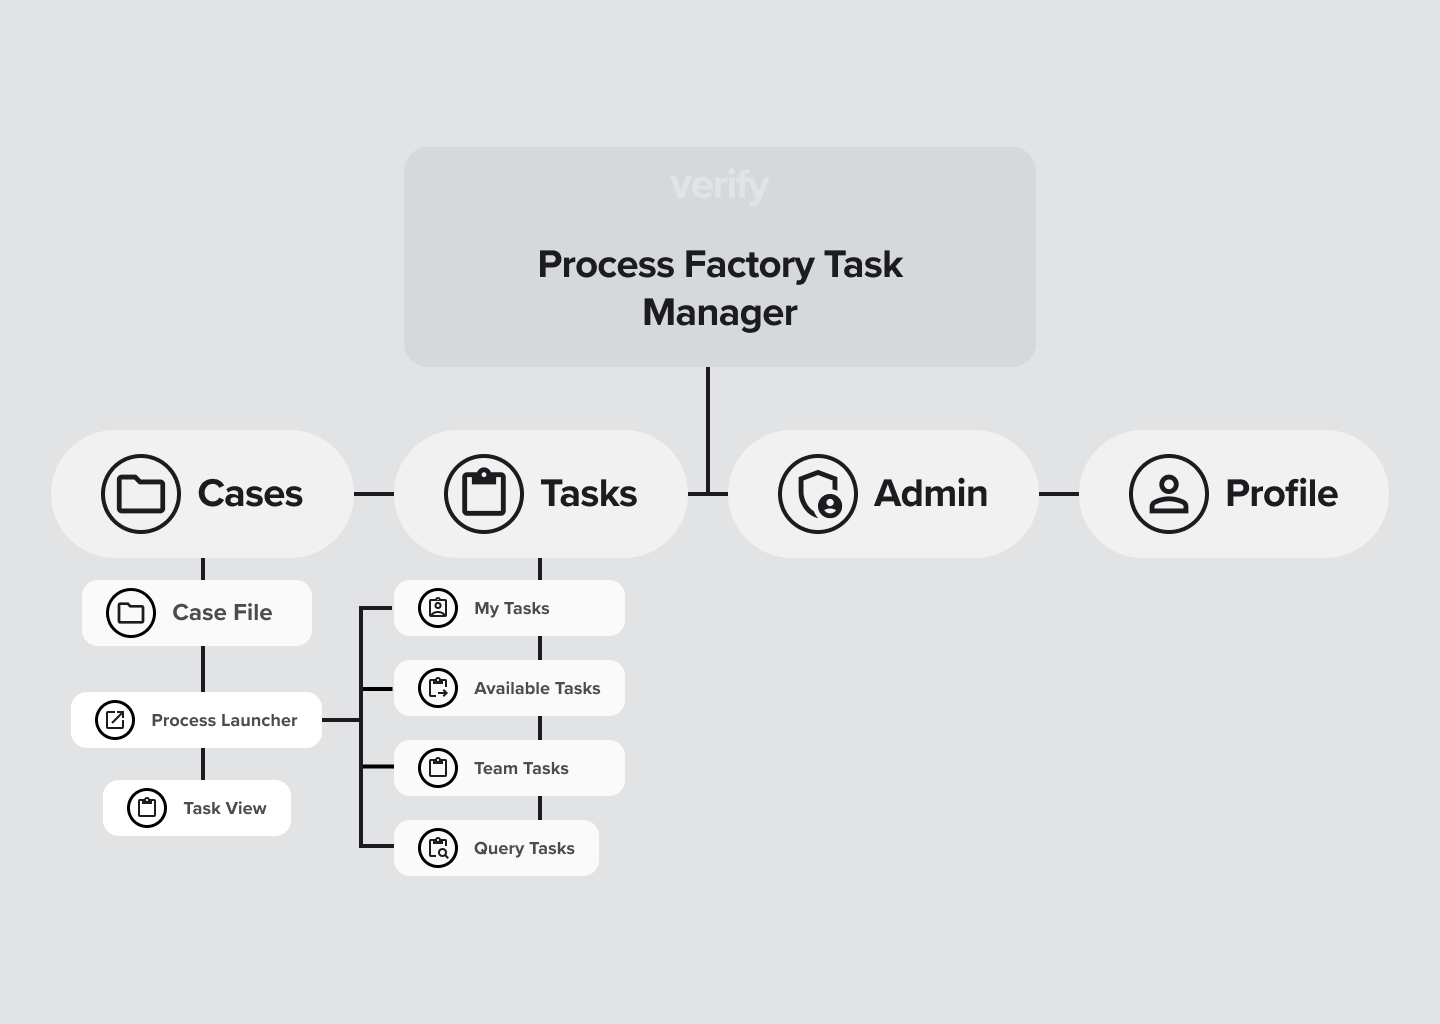 verify
Process Factory Task
Manager
Cases
Tasks
Admin
Profile
Case File
Process Launcher
Task View
My Tasks
Available Tasks
Team Tasks
Query Tasks